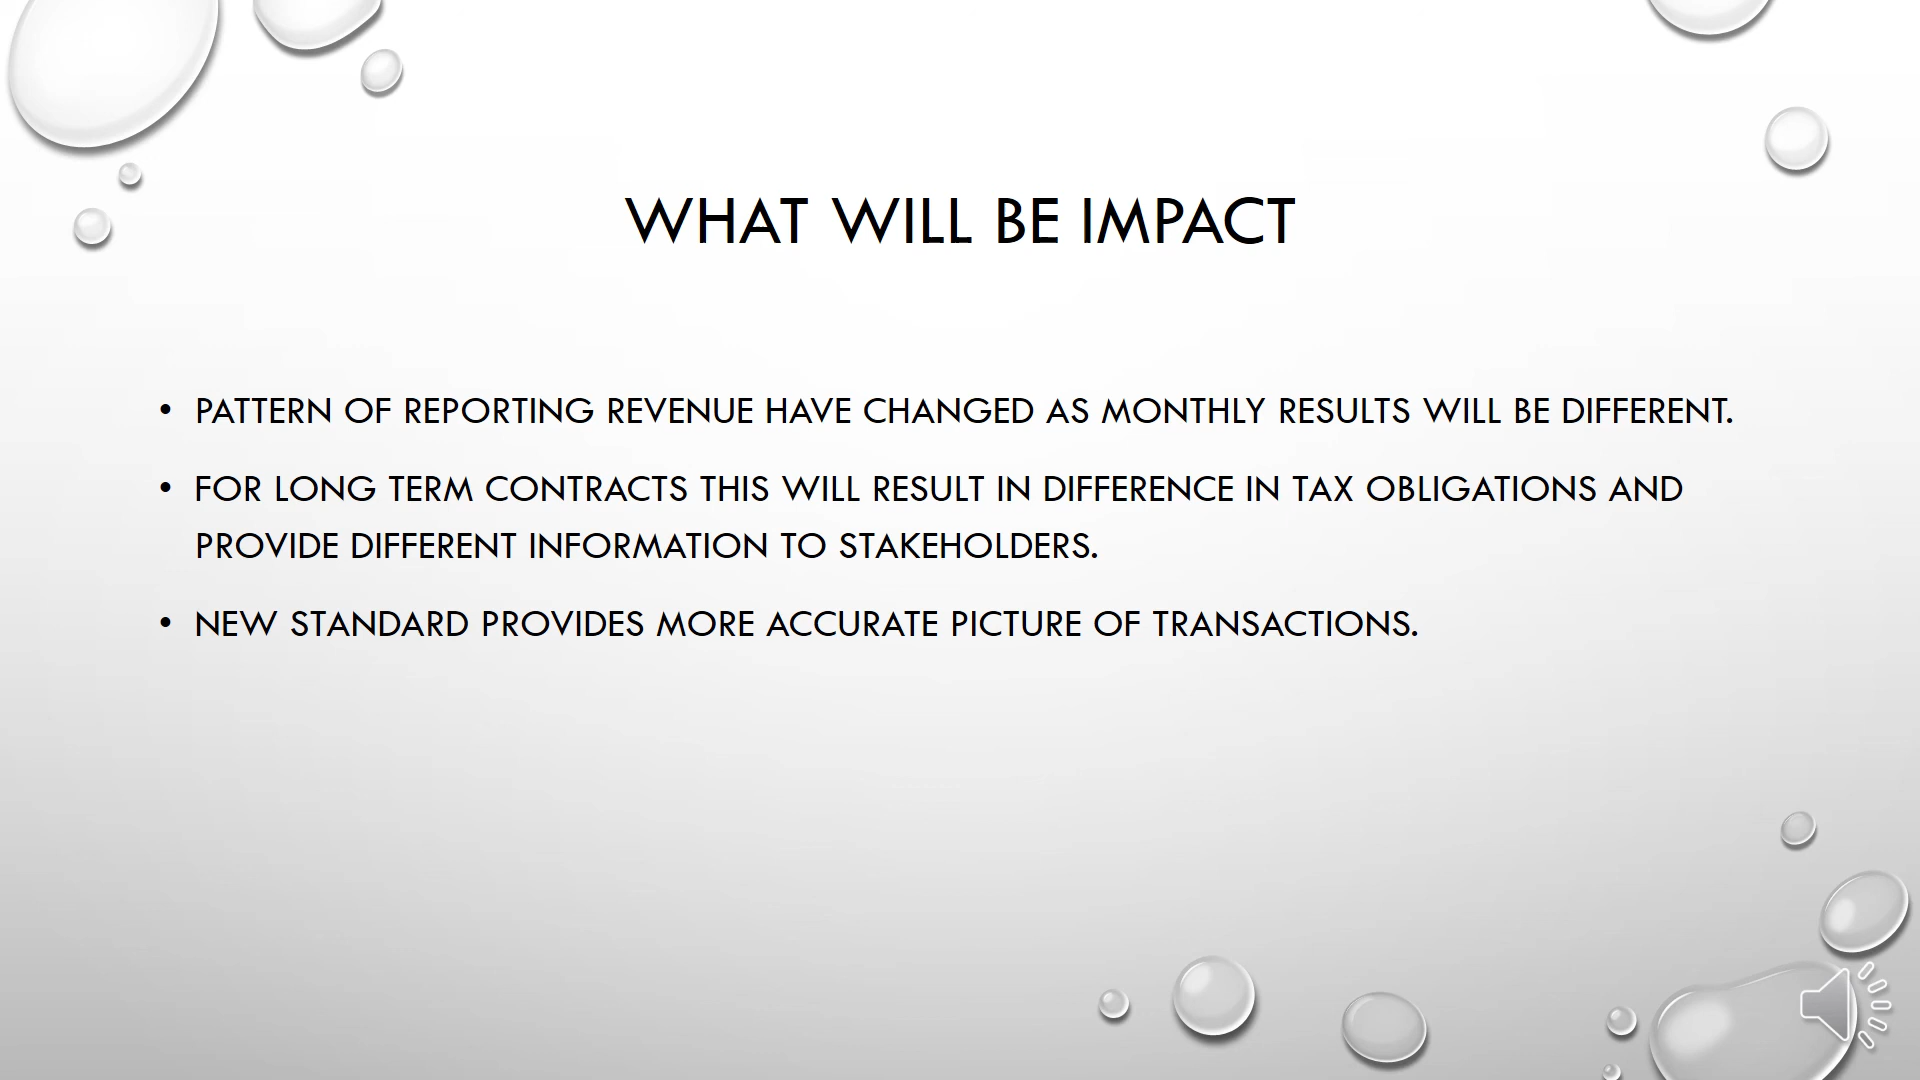 WHAT WILL BE IMPACT
• PATTERN OF REPORTING REVENUE HAVE CHANGED AS MONTHLY RESULTS WILL BE DIFFERENT.
• FOR LONG TERM CONTRACTS THIS WILL RESULT IN DIFFERENCE IN TAX OBLIGATIONS AND
PROVIDE DIFFERENT INFORMATION TO STAKEHOLDERS.
• NEW STANDARD PROVIDES MORE ACCURATE PICTURE OF TRANSACTIONS.